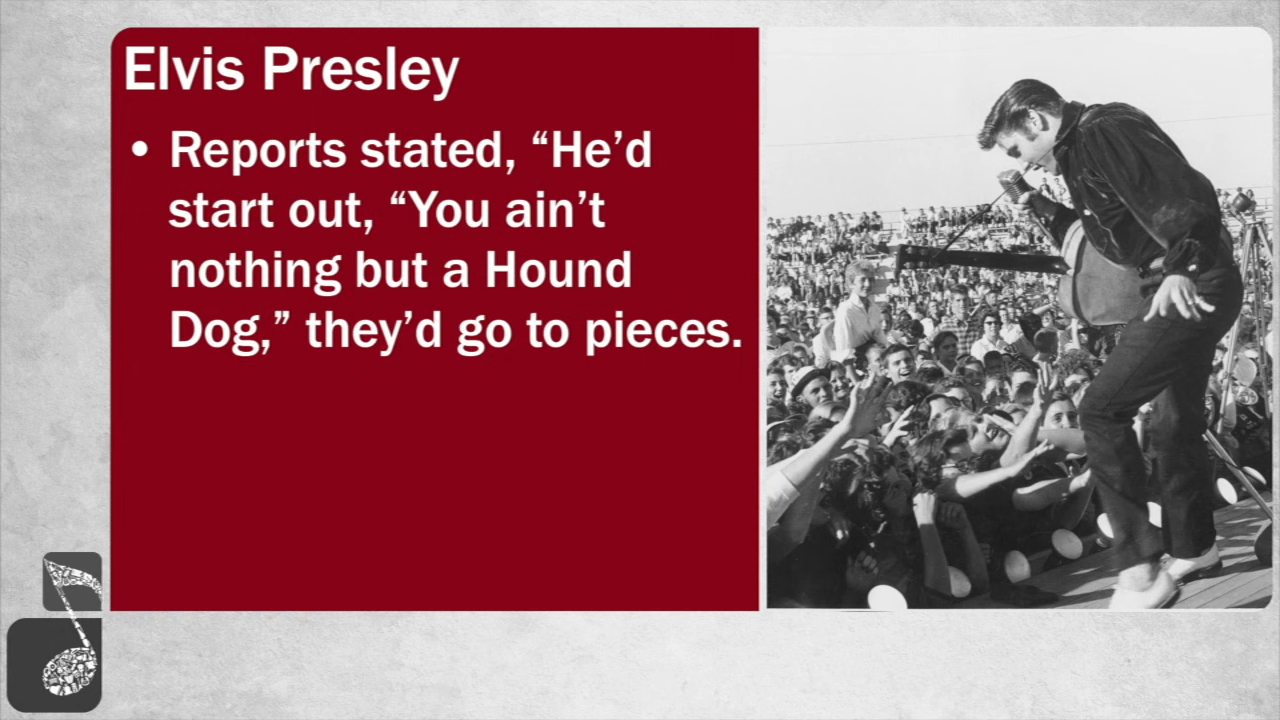 Elvis Presley
• Reports stated, “He’d
start out, “You ain’t
nothing but a Hound
Dog,” they’d go to pieces.